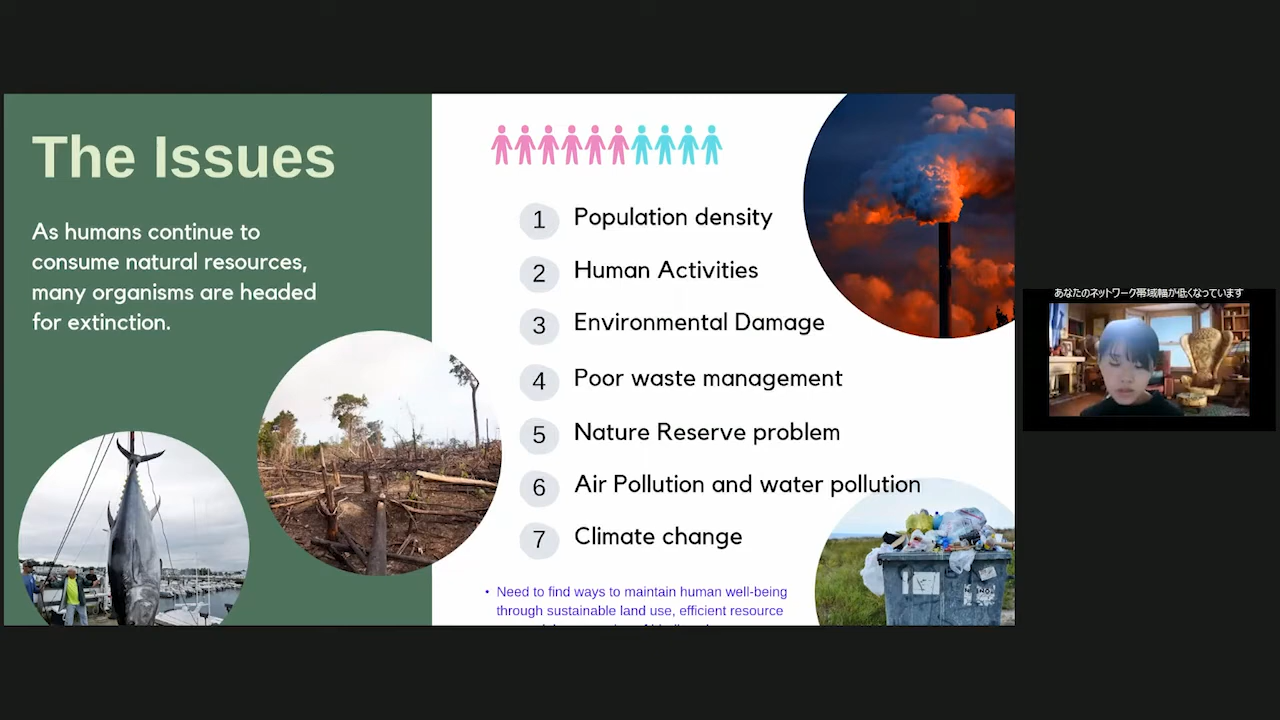 The Issues
As humans continue to
consume natural resources,
many organisms are headed
for extinction.
1 Population density
2 Human Activities
3 Environmental Damage
4 Poor waste management
5 Nature Reserve problem
6 Air Pollution and water pollution
7 Climate change
• Need to find ways to maintain human well-being
through sustainable land use, efficient resource
あなたのネットワーク帯域幅が低くなっています